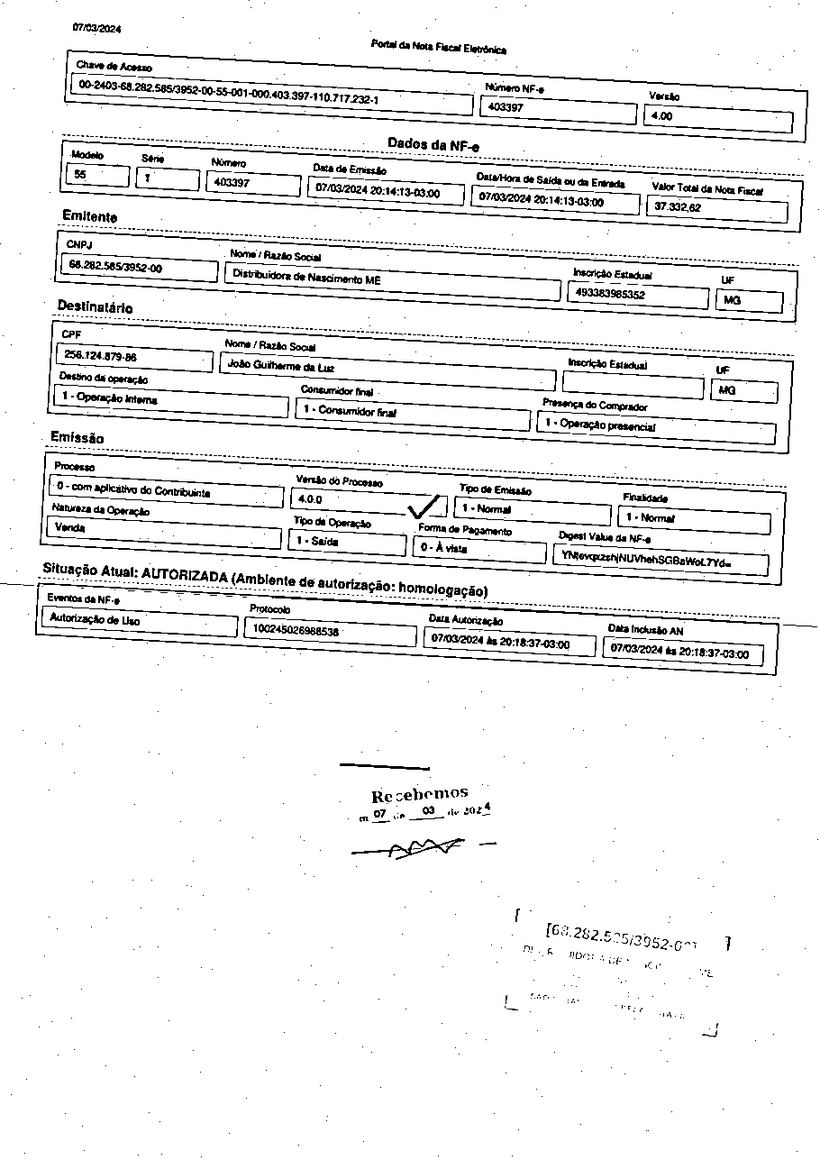 07/03/2024
Portal da Nota Fiscal Eletrônica
Chave de Acesso Número NF-e Versão
00-2403-68.282.585/3952-00-55-001-000.403.397-110.717.232-1 403397 4.00
Dados da NF-e
Modelo Série Número Data de Emissão Data/Hora de Saída ou da Entrada Valor Total da Nota Fiscal
55 1 403397 07/03/2024 20:14:13-03:00 07/03/2024 20:14:13-03:00 37.332,62
Emitente
CNPJ Nome / Razão Social Inscrição Estadual UF
68.282.585/3952-00 Distribuidora de Nascimento ME 493383985352 MG
Destinatário
CPF Nome / Razão Social Inscrição Estadual UF
256.124.879-86 João Guilherme da Luz MG
Destino da operação Consumidor final Presença do Comprador
1 - Operação Interna 1 - Consumidor final 1 - Operação presencial
Emissão
Processo Versão do Processo Tipo de Emissão Finalidade
0 - com aplicativo do Contribuinte 4.0.0 1 - Normal 1 - Normal
Natureza da Operação Tipo de Operação Forma de Pagamento Digest Value da NF-e
Venda 1 - Saída 0 - À vista
Situação Atual: AUTORIZADA (Ambiente de autorização: homologação)
Eventos da NF-e Protocolo Data Autorização Data Inclusão AN
Autorização de Uso 100245026986538 07/03/2024 às 20:18:37-03:00 07/03/2024 às 20:18:37-03:00
Recebemos
07 03 de 2024